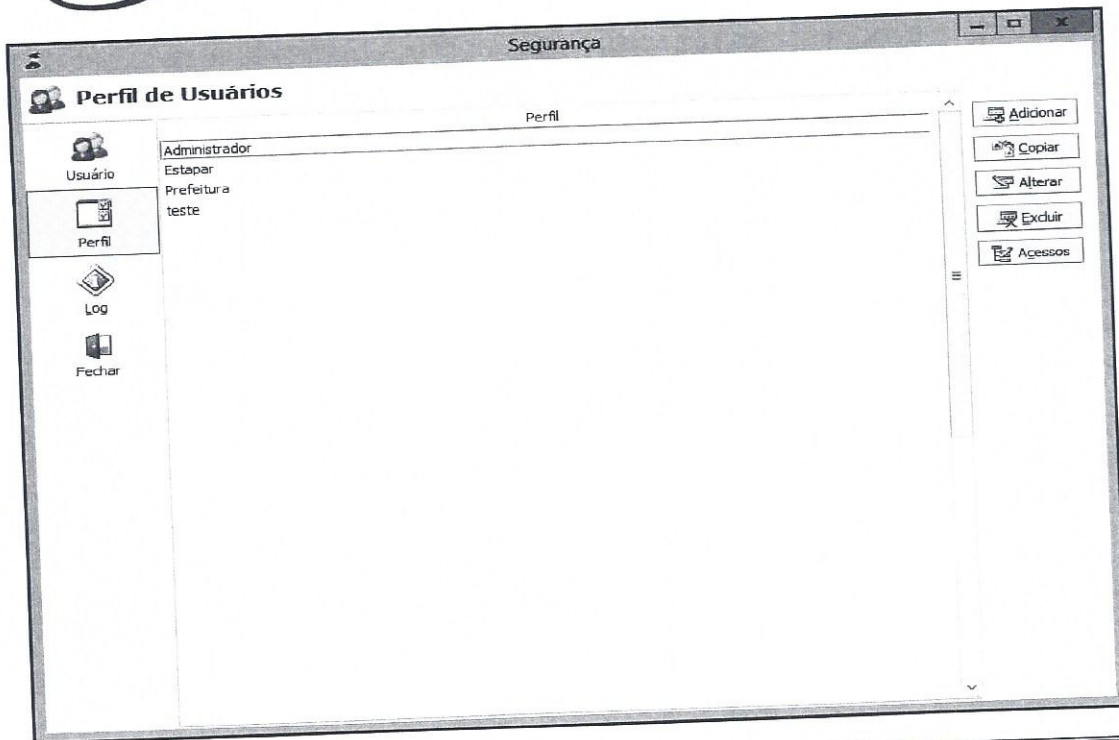 Segurança
Perfil de Usuários
Usuário
Perfil
Log
Fechar
Perfil
Administrador
Estapar
Prefeitura
teste
Adicionar
Copiar
Alterar
Excluir
Acessos